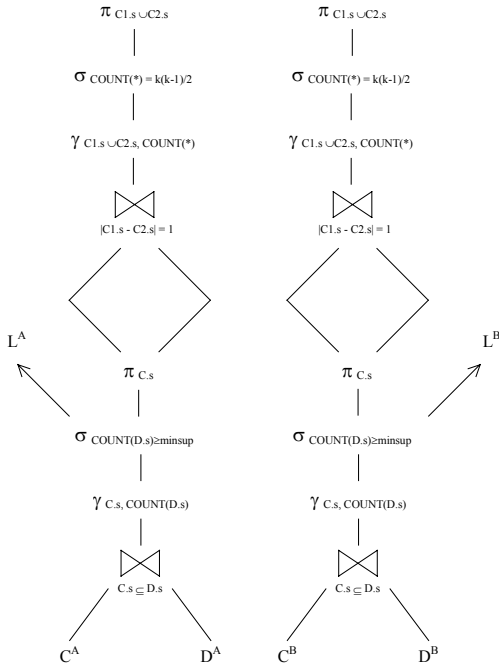 π C1.s ∪C2.s π C1.s ∪C2.s
σ COUNT(*) = k(k-1)/2 σ COUNT(*) = k(k-1)/2
γ C1.s ∪C2.s, COUNT(*) γ C1.s ∪C2.s, COUNT(*)
|C1.s - C2.s| = 1 |C1.s - C2.s| = 1
L^A L^B
π C.s π C.s
σ COUNT(D.s)≥minsup σ COUNT(D.s)≥minsup
γ C.s, COUNT(D.s) γ C.s, COUNT(D.s)
C.s ⊆ D.s C.s ⊆ D.s
C^A D^A C^B D^B